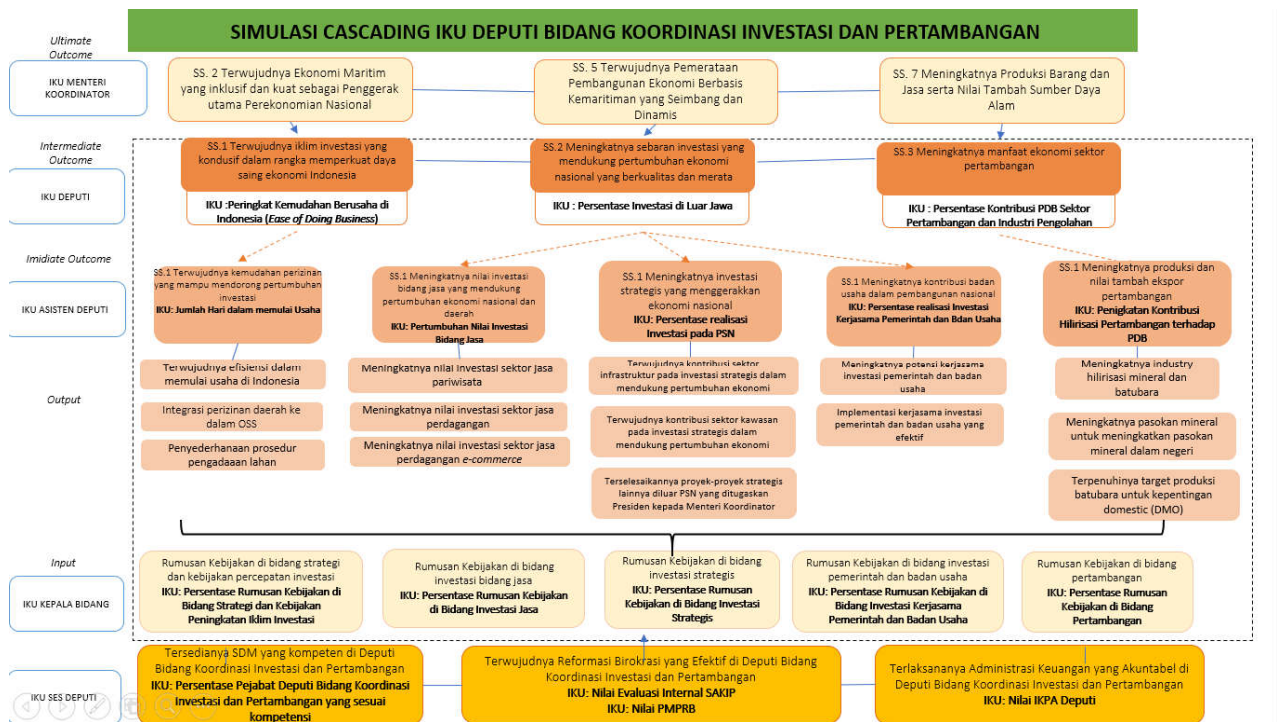 SIMULASI CASCADING IKU DEPUTI BIDANG KOORDINASI INVESTASI DAN PERTAMBANGAN
Ultimate
Outcome
IKU MENTERI
KOORDINATOR
SS. 2 Terwujudnya Ekonomi Maritim
yang inklusif dan kuat sebagai Penggerak
utama Perekonomian Nasional
SS. 5 Terwujudnya Pemerataan
Pembangunan Ekonomi Berbasis
Kemaritiman yang Seimbang dan
Dinamis
SS. 7 Meningkatnya Produksi Barang dan
Jasa serta Nilai Tambah Sumber Daya
Alam
Intermediate
Outcome
IKU DEPUTI
SS.1 Terwujudnya iklim investasi yang
kondusif dalam rangka memperkuat daya
saing ekonomi Indonesia
IKU :Peringkat Kemudahan Berusaha di
Indonesia (Ease of Doing Business)
SS.2 Meningkatnya sebaran investasi yang
mendukung pertumbuhan ekonomi
nasional yang berkualitas dan merata
IKU : Persentase Investasi di Luar Jawa
SS.3 Meningkatnya manfaat ekonomi sektor
pertambangan
IKU : Persentase Kontribusi PDB Sektor
Pertambangan dan Industri Pengolahan
Imidiate Outcome
IKU ASISTEN DEPUTI
SS.1 Terwujudnya kemudahan perizinan
yang mampu mendorong pertumbuhan
investasi
IKU: Jumlah Hari dalam memulai Usaha
SS.1 Meningkatnya nilai investasi
bidang jasa yang mendukung
pertumbuhan ekonomi nasional dan
daerah
IKU: Pertumbuhan Nilai Investasi
Bidang Jasa
SS.1 Meningkatnya investasi
strategis yang menggerakkan
ekonomi nasional
IKU: Persentase realisasi
Investasi pada PSN
SS.1 Meningkatnya kontribusi badan
usaha dalam pembangunan nasional
IKU: Persentase realisasi Investasi
Kerjasama Pemerintah dan Bdan Usaha
SS.1 Meningkatnya produksi dan
nilai tambah ekspor
pertambangan
IKU: Penigkatan Kontribusi
Hilirisasi Pertambangan terhadap
PDB
Output
Terwujudnya efisiensi dalam
memulai usaha di Indonesia
Integrasi perizinan daerah ke
dalam OSS
Penyederhanaan prosedur
pengadaaan lahan
Meningkatnya nilai investasi sektor jasa
pariwisata
Meningkatnya nilai investasi sektor jasa
perdagangan
Meningkatnya nilai investasi sektor jasa
perdagangan e-commerce
Terwujudnya kontribusi sektor
infrastruktur pada investasi strategis dalam
mendukung pertumbuhan ekonomi
Terwujudnya kontribusi sektor kawasan
pada investasi strategis dalam
mendukung pertumbuhan ekonomi
Terselesaikannya proyek-proyek strategis
lainnya diluar PSN yang ditugaskan
Presiden kepada Menteri Koordinator
Meningkatnya potensi kerjasama
investasi pemerintah dan badan
usaha
Implementasi kerjasama investasi
pemerintah dan badan usaha yang
efektif
Meningkatnya industry
hilirisasi mineral dan
batubara
Meningkatnya pasokan mineral
untuk meningkatkan pasokan
mineral dalam negeri
Terpenuhinya target produksi
batubara untuk kepentingan
domestic (DMO)
Input
IKU KEPALA BIDANG
Rumusan Kebijakan di bidang strategi
dan kebijakan percepatan investasi
IKU: Persentase Rumusan Kebijakan di
Bidang Strategi dan Kebijakan
Peningkatan Iklim Investasi
Rumusan Kebijakan di bidang
investasi bidang jasa
IKU: Persentase Rumusan Kebijakan
di Bidang Investasi Jasa
Rumusan Kebijakan di bidang
investasi strategis
IKU: Persentase Rumusan
Kebijakan di Bidang Investasi
Strategis
Rumusan Kebijakan di bidang investasi
pemerintah dan badan usaha
IKU: Persentase Rumusan Kebijakan di
Bidang Investasi Kerjasama
Pemerintah dan Badan Usaha
Rumusan Kebijakan di bidang
pertambangan
IKU: Persentase Rumusan
Kebijakan di Bidang
Pertambangan
IKU SES DEPUTI
Tersedianya SDM yang kompeten di Deputi
Bidang Koordinasi Investasi dan Pertambangan
IKU: Persentase Pejabat Deputi Bidang Koordinasi
Investasi dan Pertambangan yang sesuai
kompetensi
Terwujudnya Reformasi Birokrasi yang Efektif di Deputi Bidang
Koordinasi Investasi dan Pertambangan
IKU: Nilai Evaluasi Internal SAKIP
IKU: Nilai PMPRB
Terlaksananya Administrasi Keuangan yang Akuntabel di
Deputi Bidang Koordinasi Investasi dan Pertambangan
IKU: Nilai IKPA Deputi